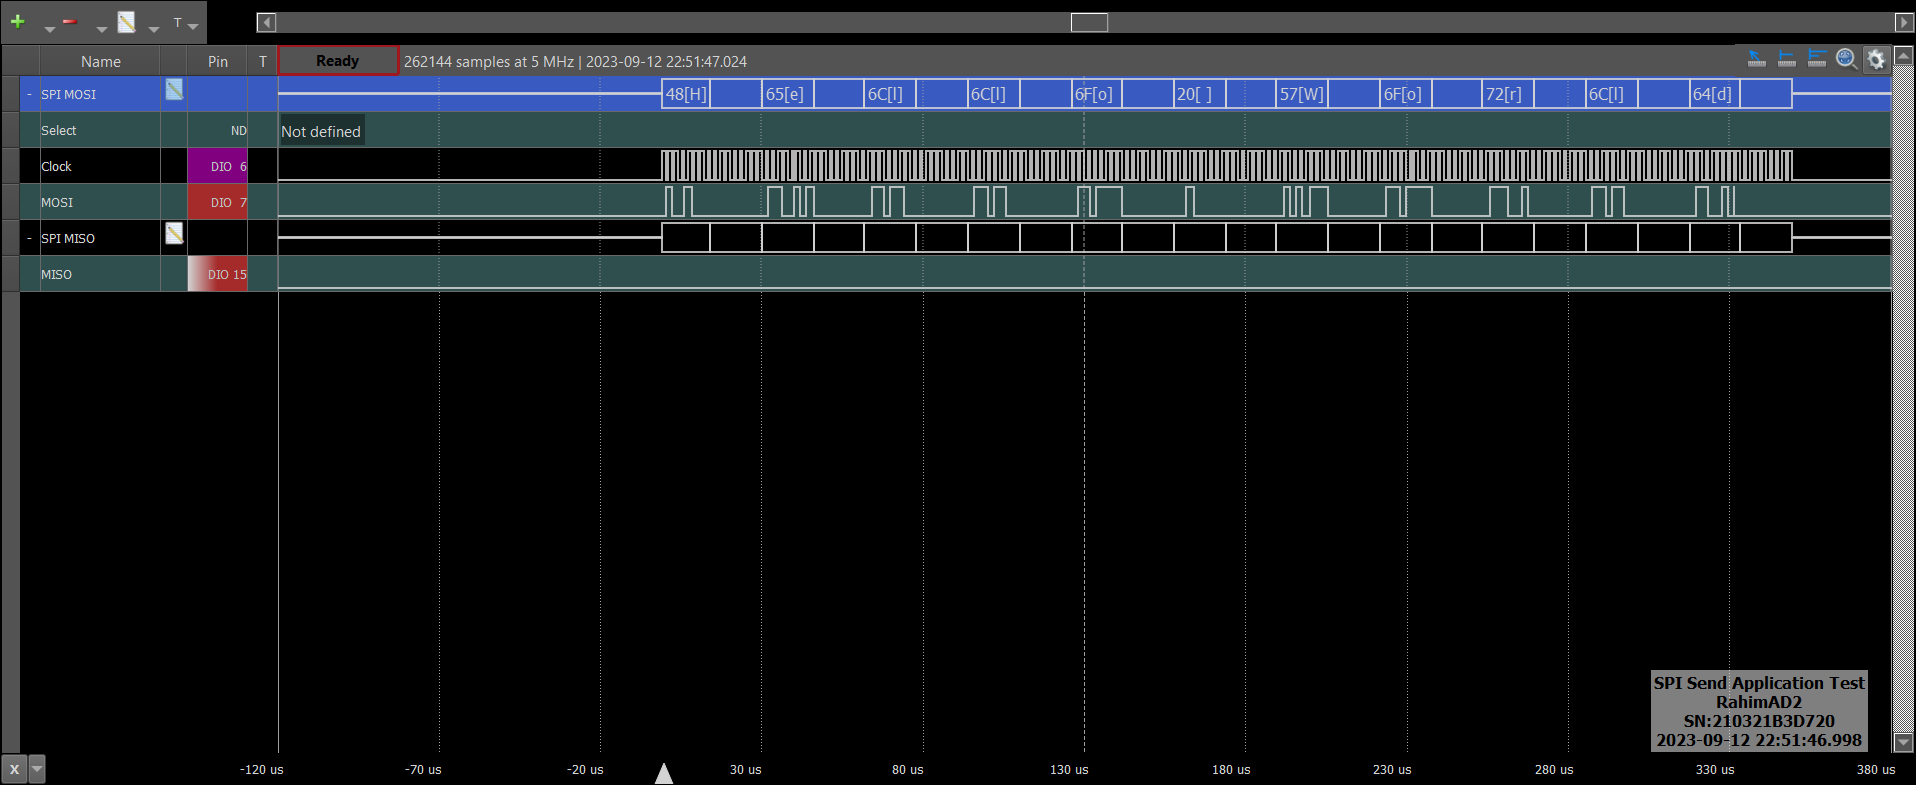 T
Name Pin T Ready 262144 samples at 5 MHz | 2023-09-12 22:51:47.024
- SPI MOSI 48[H] 65[e] 6C[l] 6C[l] 6F[o] 20[ ] 57[W] 6F[o] 72[r] 6C[l] 64[d]
Select ND Not defined
Clock DIO 6
MOSI DIO 7
- SPI MISO
MISO DIO 15
SPI Send Application Test
RahimAD2
SN:210321B3D720
2023-09-12 22:51:46.998
X -120 us -70 us -20 us 30 us 80 us 130 us 180 us 230 us 280 us 330 us 380 us